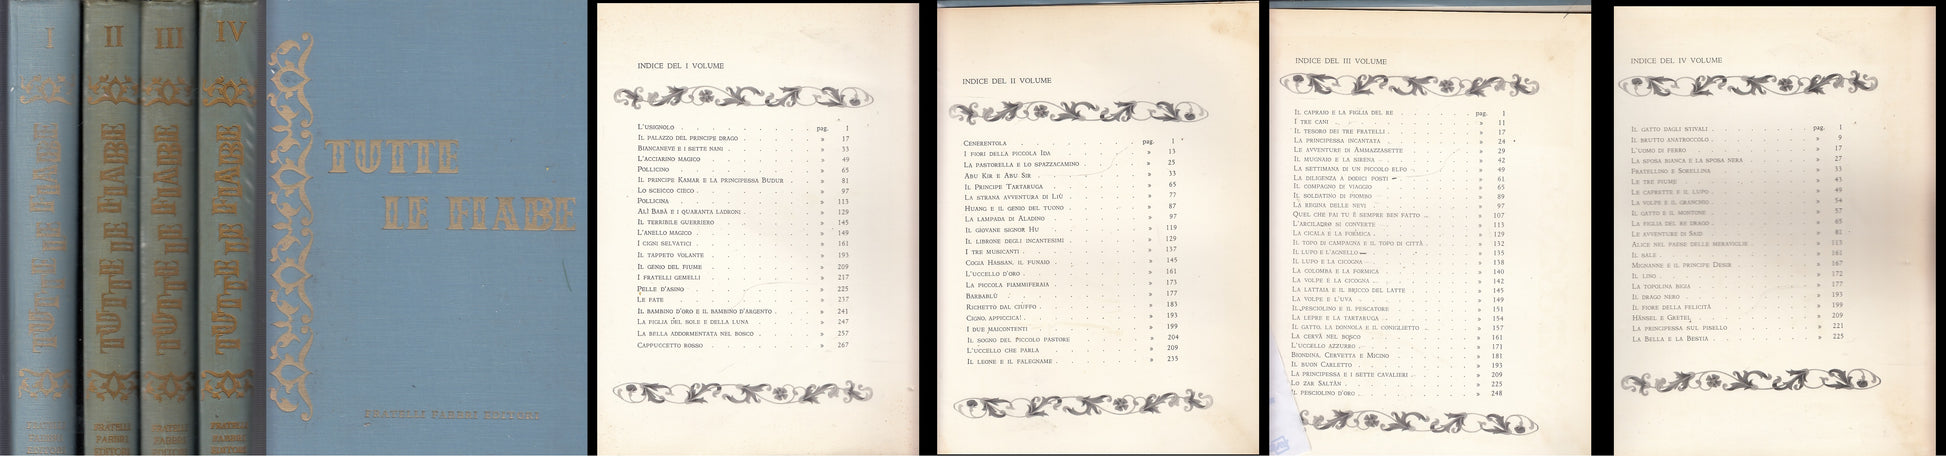 I
II
III
IV
TUTTE LE FIABE
TUTTE LE FIABE
TUTTE LE FIABE
TUTTE LE FIABE
FRATELLI
FABBRI
EDITORI
FRATELLI
FABBRI
EDITORI
FRATELLI
FABBRI
EDITORI
FRATELLI
FABBRI
EDITORI
TUTTE
LE FIABE
FRATELLI FABBRI EDITORI
INDICE DEL I VOLUME
L'USIGNOLO . . . . . . . pag. 1
IL PALAZZO DEL PRINCIPE DRAGO . . . . » 17
BIANCANEVE E I SETTE NANI . . . . . » 33
L'ACCIARINO MAGICO . . . . . . » 49
POLLICINO . . . . . . . . » 65
IL PRINCIPE KAMAR E LA PRINCIPESSA BUDUR . . . » 81
LO SCEICCO CIECO . . . . . . . » 97
POLLICINA . . . . . . . . » 113
ALÌ BABÀ E I QUARANTA LADRONI . . . . . » 129
IL TERRIBILE GUERRIERO . . . . . . » 145
L'ANELLO MAGICO . . . . . . . » 149
I CIGNI SELVATICI . . . . . . . » 161
IL TAPPETO VOLANTE . . . . . . » 193
IL GENIO DEL FIUME . . . . . . » 209
I FRATELLI GEMELLI . . . . . . » 217
PELLE D'ASINO . . . . . . . » 225
LE FATE . . . . . . . . » 237
IL BAMBINO D'ORO E IL BAMBINO D'ARGENTO . . . . » 241
LA FIGLIA DEL SOLE E DELLA LUNA . . . . » 247
LA BELLA ADDORMENTATA NEL BOSCO . . . . » 257
CAPPUCCETTO ROSSO . . . . . . » 267
INDICE DEL II VOLUME
CENERENTOLA . . . . . . . pag. 1
I FIORI DELLA PICCOLA IDA . . . . . » 13
LA PASTORELLA E LO SPAZZACAMINO . . . . » 25
ABU KIR E ABU SIR . . . . . . » 33
IL PRINCIPE TARTARUGA . . . . . . » 65
LA STRANA AVVENTURA DI LIÙ . . . . . » 77
HUANG E IL GENIO DEL TUONO . . . . . » 87
LA LAMPADA DI ALADINO . . . . . . » 97
IL GIOVANE SIGNOR HU . . . . . . » 119
IL LIBRONE DEGLI INCANTESIMI . . . . . » 129
I TRE MUSICANTI . . . . . . . » 137
COGIA HASSAN, IL FUNAIO . . . . . . » 145
L'UCCELLO D'ORO . . . . . . . » 161
LA PICCOLA FIAMMIFERAIA . . . . . . » 173
BARBABLÙ . . . . . . . . » 177
RICHETTO DAL CIUFFO . . . . . . » 183
CIGNO, APPICCICA! . . . . . . . » 193
I DUE MAICONTENTI . . . . . . » 199
IL SOGNO DEL PICCOLO PASTORE . . . . . » 204
L'UCCELLO CHE PARLA . . . . . . » 209
IL LEONE E IL FALEGNAME . . . . . . » 235
INDICE DEL III VOLUME
IL CAPRAIO E LA FIGLIA DEL RE . . . . pag. 1
I TRE CANI . . . . . . . » 11
IL TESORO DEI TRE FRATELLI . . . . . » 17
LA PRINCIPESSA INCANTATA . . . . . » 24
LE AVVENTURE DI AMMAZZASETTE . . . . » 29
IL MUGNAIO E LA SIRENA . . . . . » 42
LA SETTIMANA DI UN PICCOLO ELFO . . . . » 49
LA DILIGENZA A DODICI POSTI . . . . . » 61
IL COMPAGNO DI VIAGGIO . . . . . » 65
IL SOLDATINO DI PIOMBO . . . . . » 89
LA REGINA DELLE NEVI . . . . . . » 97
QUEL CHE FAI TU È SEMPRE BEN FATTO . . . » 107
L'ARCILADRO SI CONVERTE . . . . . » 113
LA CICALA E LA FORMICA . . . . . » 129
IL TOPO DI CAMPAGNA E IL TOPO DI CITTÀ . . . » 132
IL LUPO E L'AGNELLO . . . . . . » 135
IL LUPO E LA CICOGNA . . . . . . » 138
LA COLOMBA E LA FORMICA . . . . . » 140
LA VOLPE E LA CICOGNA . . . . . . » 142
LA LATTAIA E IL BRICCO DEL LATTE . . . . » 145
LA VOLPE E L'UVA . . . . . . » 149
IL PESCIOLINO E IL PESCATORE . . . . . » 151
LA LEPRE E LA TARTARUGA . . . . . » 154
IL GATTO, LA DONNOLA E IL CONIGLIETTO . . . » 157
LA CERVA NEL BOSCO . . . . . . » 161
L'UCCELLO AZZURRO . . . . . . » 171
BIONDINA, CERVETTA E MICINO . . . . . » 181
IL BUON CARLETTO . . . . . . » 193
LA PRINCIPESSA E I SETTE CAVALIERI . . . . » 209
LO ZAR SALTÀN . . . . . . . » 225
IL PESCIOLINO D'ORO . . . . . . » 248
INDICE DEL IV VOLUME
IL GATTO DAGLI STIVALI . . . . . . pag. 1
IL BRUTTO ANATROCCOLO . . . . . . » 9
L'UOMO DI FERRO . . . . . . . » 17
LA SPOSA BIANCA E LA SPOSA NERA . . . . » 27
FRATELLINO E SORELLINA . . . . . . » 33
LE TRE PIUME . . . . . . . » 43
LE CAPRETTE E IL LUPO . . . . . . » 49
LA VOLPE E IL GRANCHIO . . . . . . » 54
IL GATTO E IL MONTONE . . . . . . » 57
LA FIGLIA DEL RE DRAGO . . . . . . » 65
LE AVVENTURE DI SAID . . . . . . » 81
ALICE NEL PAESE DELLE MERAVIGLIE . . . . » 113
IL SALE . . . . . . . . » 161
MIGNANNE E IL PRINCIPE DESIR . . . . . » 167
IL LINO . . . . . . . . » 172
LA TOPOLINA BIGIA . . . . . . » 177
IL DRAGO NERO . . . . . . . » 193
IL FIORE DELLA FELICITÀ . . . . . . » 199
HÄNSEL E GRETEL . . . . . . . » 209
LA PRINCIPESSA SUL PISELLO . . . . . » 221
LA BELLA E LA BESTIA . . . . . . » 225